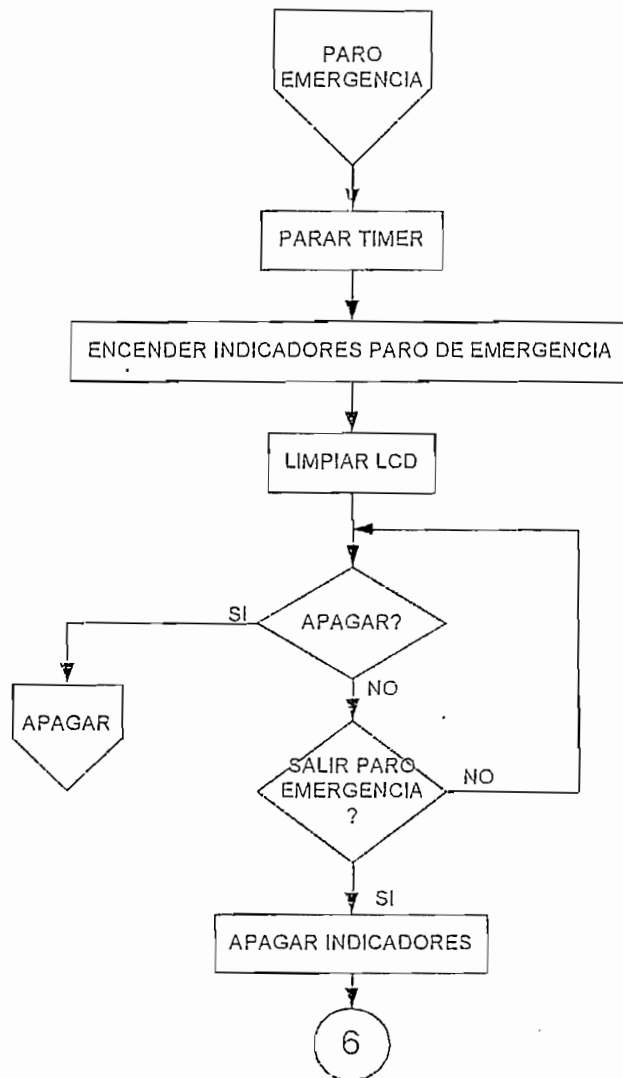 PARO
EMERGENCIA
PARAR TIMER
ENCENDER INDICADORES PARO DE EMERGENCIA
LIMPIAR LCD
SI
APAGAR?
NO
APAGAR
SALIR PARO
EMERGENCIA
?
NO
SI
APAGAR INDICADORES
6